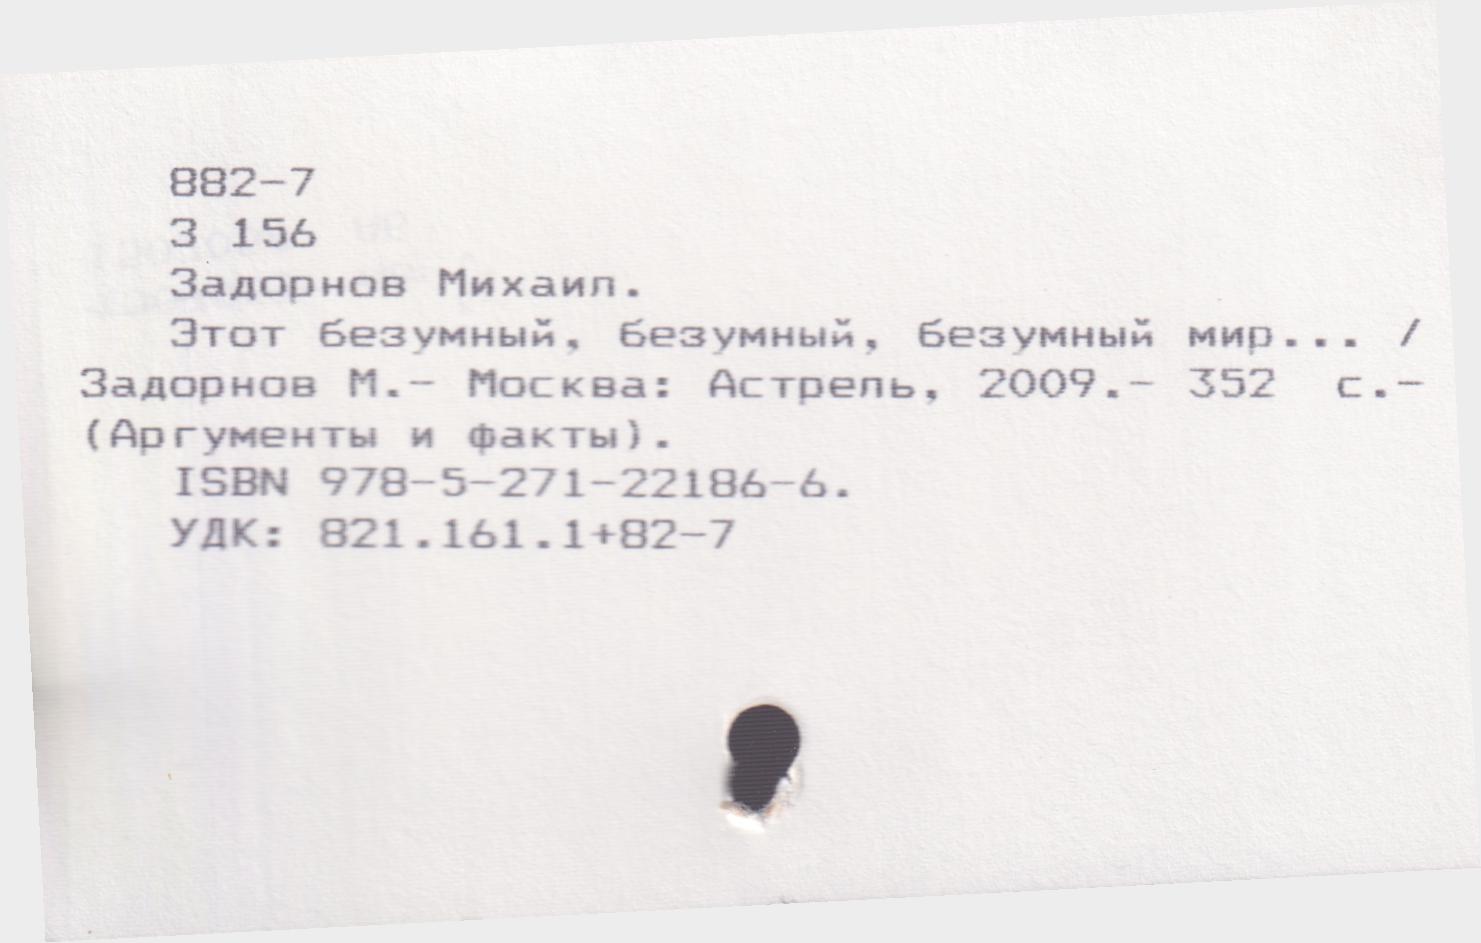 882-7
З 156
Задорнов Михаил.
Этот безумный, безумный, безумный мир... /
Задорнов М.- Москва: Астрель, 2009.- 352 с.-
(Аргументы и факты).
ISBN 978-5-271-22186-6.
УДК: 821.161.1+82-7